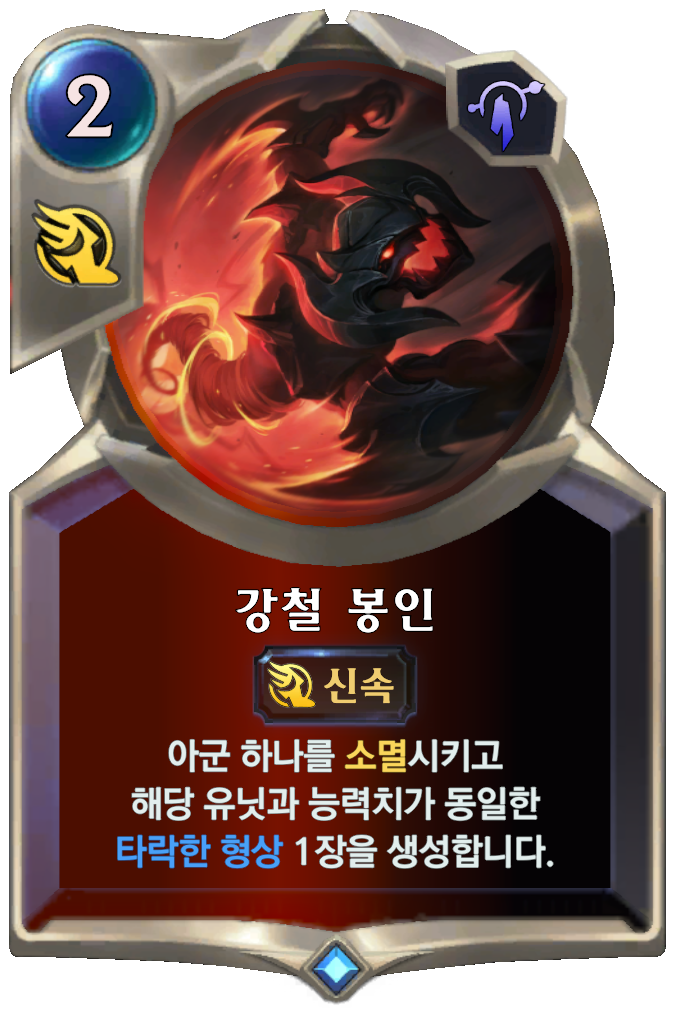 2
강철 봉인
신속
아군 하나를 소멸시키고
해당 유닛과 능력치가 동일한
타락한 형상 1장을 생성합니다.